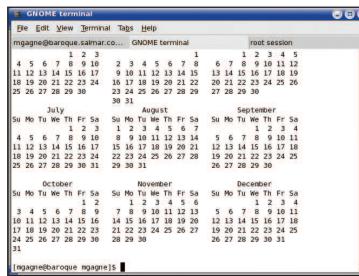 GNOME terminal
File Edit View Terminal Tabs Help
mgagne@baroque.salmar.co... GNOME terminal root session
             1  2  3                     1         1  2  3  4  5
 4  5  6  7  8  9 10   2  3  4  5  6  7  8   6  7  8  9 10 11 12
11 12 13 14 15 16 17   9 10 11 12 13 14 15  13 14 15 16 17 18 19
18 19 20 21 22 23 24  16 17 18 19 20 21 22  20 21 22 23 24 25 26
25 26 27 28 29 30     23 24 25 26 27 28 29  27 28 29 30
                      30 31
        July                 August              September
Su Mo Tu We Th Fr Sa  Su Mo Tu We Th Fr Sa  Su Mo Tu We Th Fr Sa
             1  2  3   1  2  3  4  5  6  7            1  2  3  4
 4  5  6  7  8  9 10   8  9 10 11 12 13 14   5  6  7  8  9 10 11
11 12 13 14 15 16 17  15 16 17 18 19 20 21  12 13 14 15 16 17 18
18 19 20 21 22 23 24  22 23 24 25 26 27 28  19 20 21 22 23 24 25
25 26 27 28 29 30 31  29 30 31              26 27 28 29 30
      October               November              December
Su Mo Tu We Th Fr Sa  Su Mo Tu We Th Fr Sa  Su Mo Tu We Th Fr Sa
                1  2      1  2  3  4  5  6            1  2  3  4
 3  4  5  6  7  8  9   7  8  9 10 11 12 13   5  6  7  8  9 10 11
10 11 12 13 14 15 16  14 15 16 17 18 19 20  12 13 14 15 16 17 18
17 18 19 20 21 22 23  21 22 23 24 25 26 27  19 20 21 22 23 24 25
24 25 26 27 28 29 30  28 29 30              26 27 28 29 30 31
31
[mgagne@baroque mgagne]$